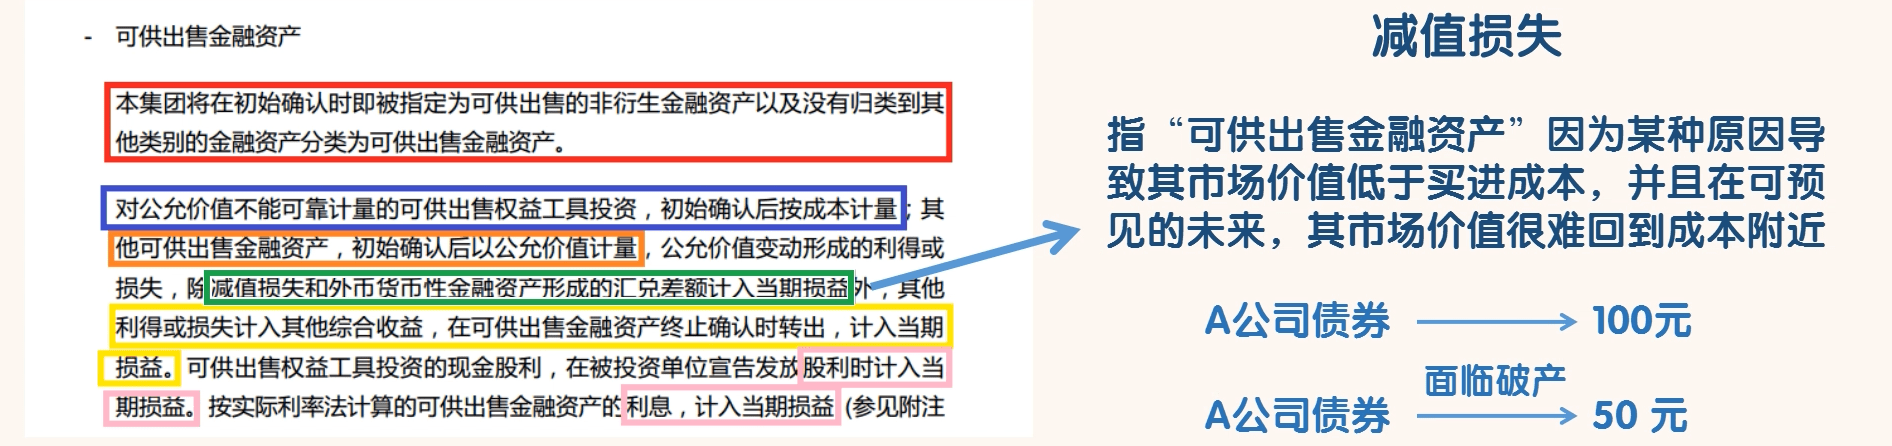 - 可供出售金融资产
本集团将在初始确认时即被指定为可供出售的非衍生金融资产以及没有归类到其
他类别的金融资产分类为可供出售金融资产。
对公允价值不能可靠计量的可供出售权益工具投资，初始确认后按成本计量；其
他可供出售金融资产，初始确认后以公允价值计量，公允价值变动形成的利得或
损失，除减值损失和外币货币性金融资产形成的汇兑差额计入当期损益外，其他
利得或损失计入其他综合收益，在可供出售金融资产终止确认时转出，计入当期
损益。可供出售权益工具投资的现金股利，在被投资单位宣告发放股利时计入当
期损益。按实际利率法计算的可供出售金融资产的利息，计入当期损益 (参见附注
减值损失
指“可供出售金融资产”因为某种原因导
致其市场价值低于买进成本，并且在可预
见的未来，其市场价值很难回到成本附近
A公司债券 100元
面临破产
A公司债券 50 元